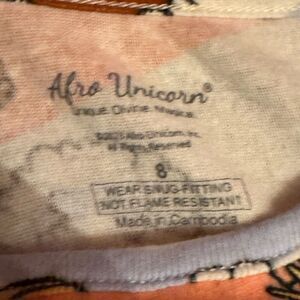 Afro Unicorn®
Unique. Divine. Magical.
Afro Unicorn, Inc.
All Rights Reserved
8
WEAR SNUG-FITTING
NOT FLAME RESISTANT
Made in Cambodia